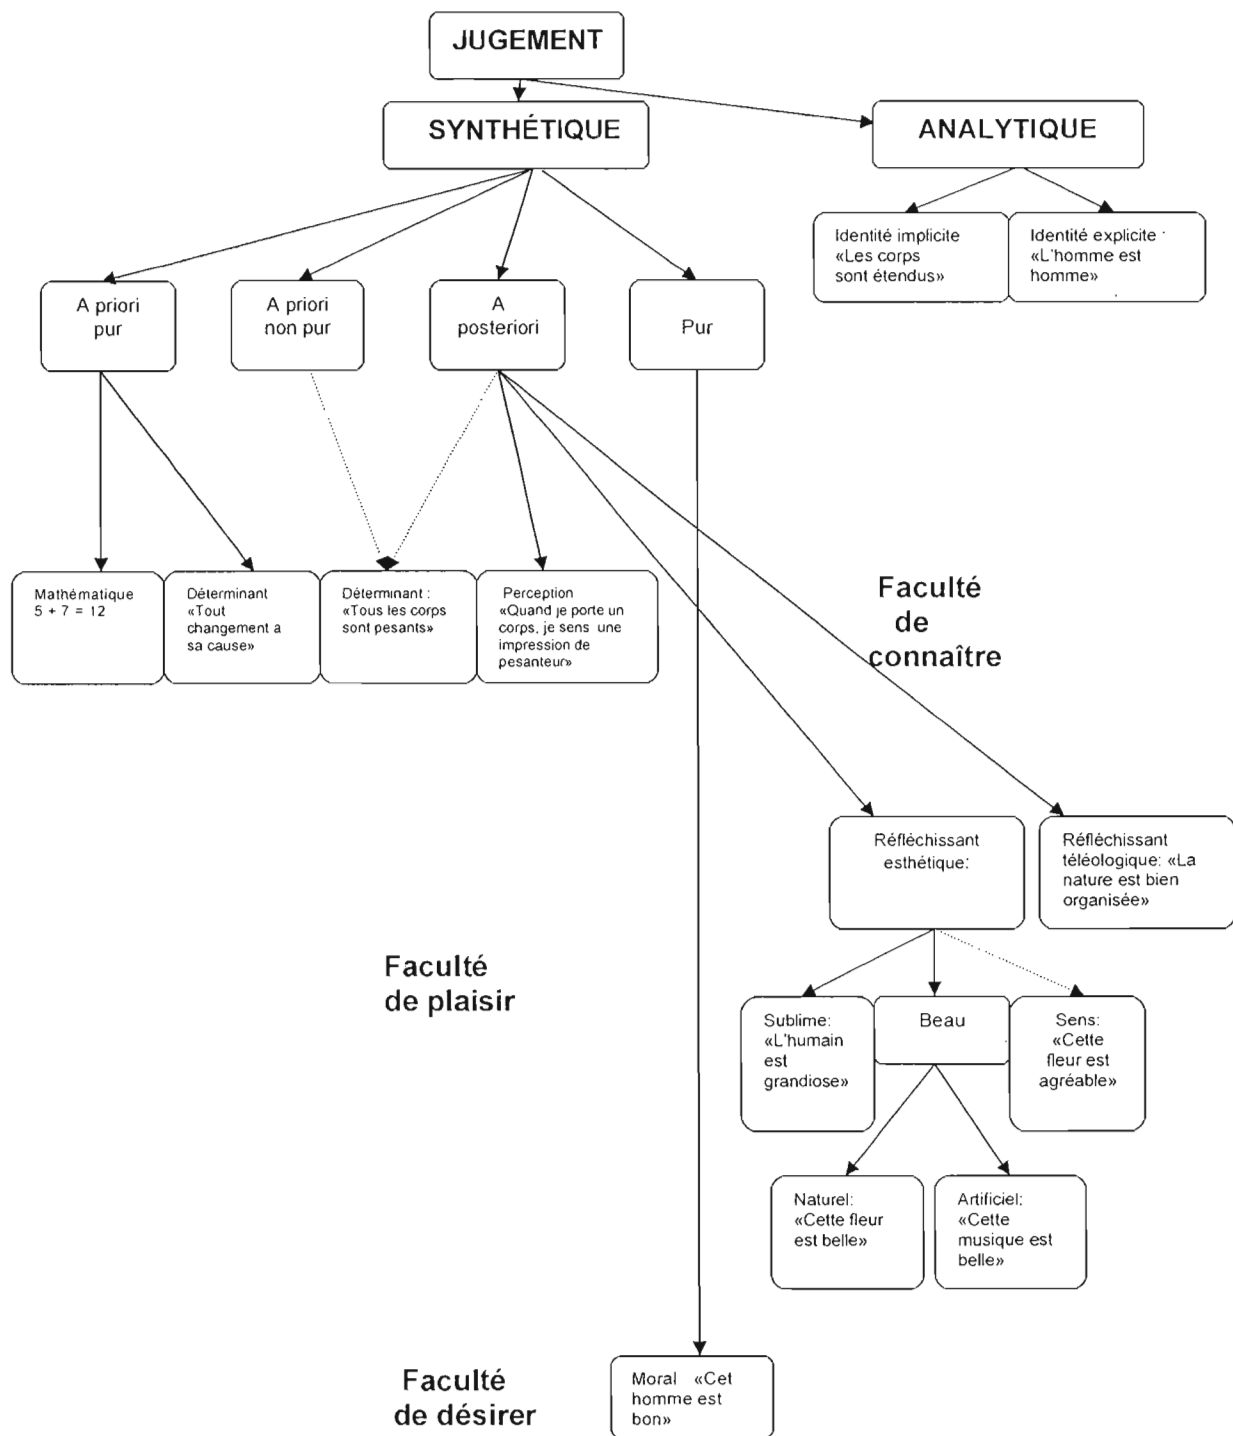 JUGEMENT
SYNTHÉTIQUE
ANALYTIQUE
Identité implicite
«Les corps
sont étendus»
Identité explicite :
«L'homme est
homme»
A priori
pur
A priori
non pur
A
posteriori
Pur
Mathématique
5 + 7 = 12
Déterminant
«Tout
changement a
sa cause»
Déterminant :
«Tous les corps
sont pesants»
Perception
«Quand je porte un
corps, je sens une
impression de
pesanteur»
Faculté
de
connaître
Réfléchissant
esthétique:
Réfléchissant
téléologique: «La
nature est bien
organisée»
Faculté
de plaisir
Sublime:
«L'humain
est
grandiose»
Beau
Sens:
«Cette
fleur est
agréable»
Naturel:
«Cette fleur
est belle»
Artificiel:
«Cette
musique est
belle»
Faculté
de désirer
Moral «Cet
homme est
bon»